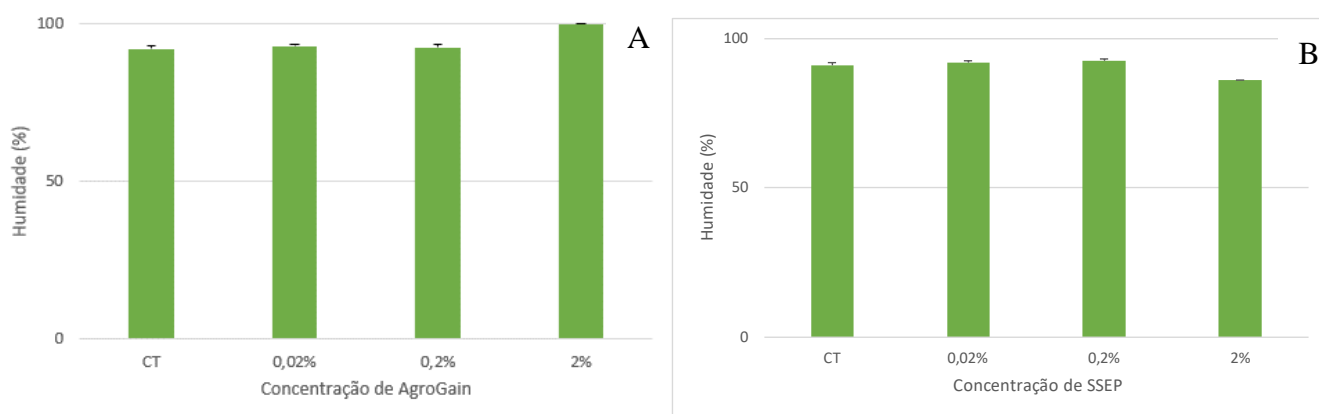 A
Humidade (%)
100
50
0
CT 0,02% 0,2% 2%
Concentração de AgroGain
B
Humidade (%)
100
50
0
CT 0,02% 0,2% 2%
Concentração de SSEP